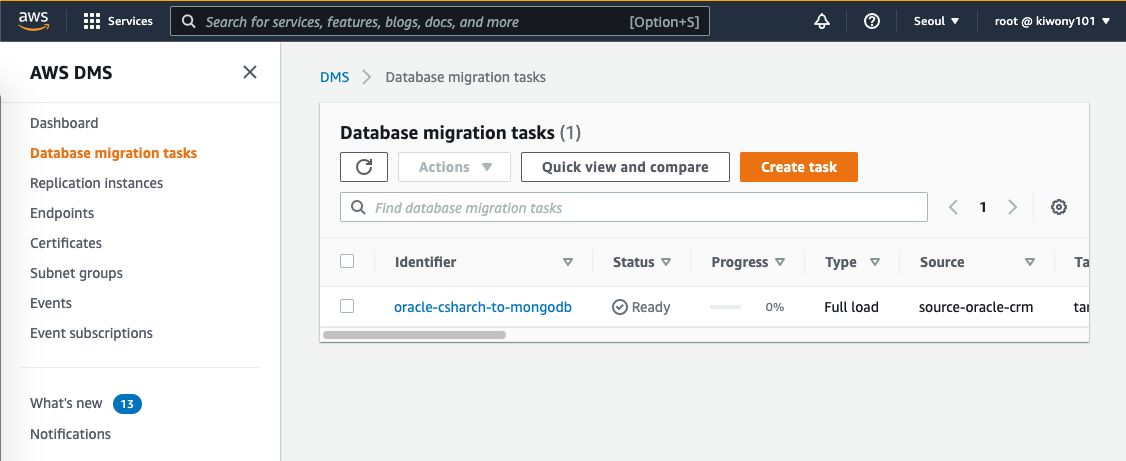 aws Services Search for services, features, blogs, docs, and more [Option+S] Seoul ▼ root @ kiwony101 ▼
AWS DMS
Dashboard
Database migration tasks
Replication instances
Endpoints
Certificates
Subnet groups
Events
Event subscriptions
What's new 13
Notifications
DMS > Database migration tasks
Database migration tasks (1)
Actions ▼ Quick view and compare Create task
Find database migration tasks 1
Identifier Status Progress Type Source Ta
oracle-csharch-to-mongodb Ready 0% Full load source-oracle-crm tar